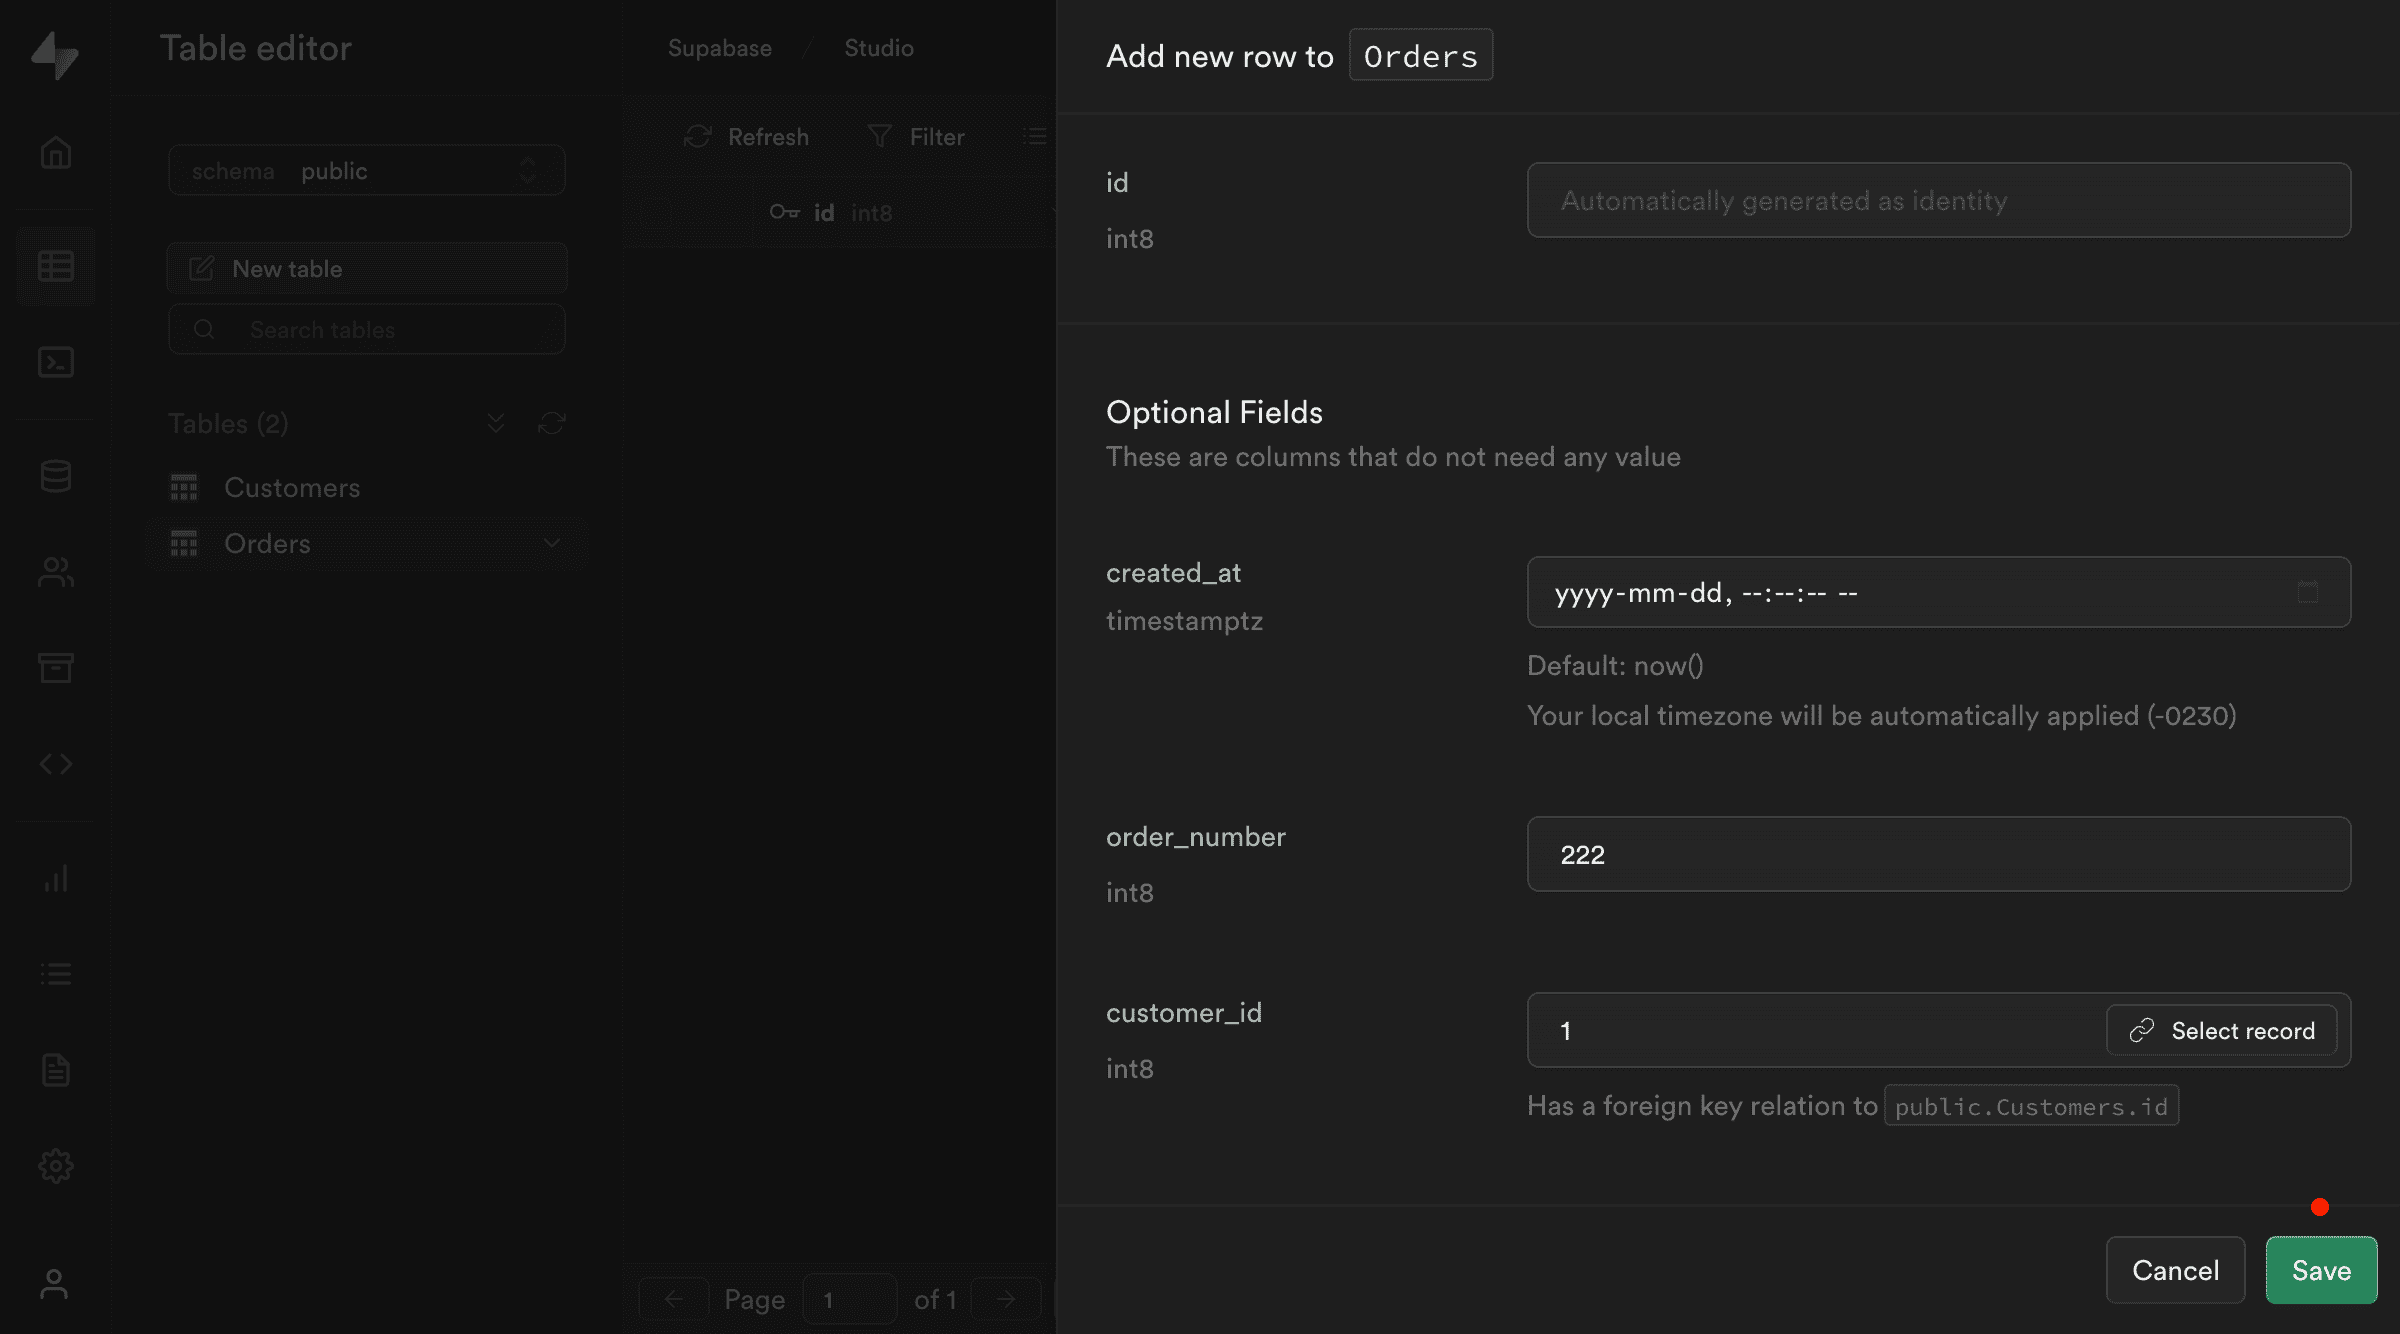 Table editor
Supabase / Studio
Add new row to Orders
schema public
Refresh
Filter
id int8
New table
Search tables
Tables (2)
Customers
Orders
Page 1 of 1
id
int8
Automatically generated as identity
Optional Fields
These are columns that do not need any value
created_at
timestamptz
yyyy-mm-dd, --:--:-- --
Default: now()
Your local timezone will be automatically applied (-0230)
order_number
int8
222
customer_id
int8
1
Select record
Has a foreign key relation to public.Customers.id
Cancel
Save